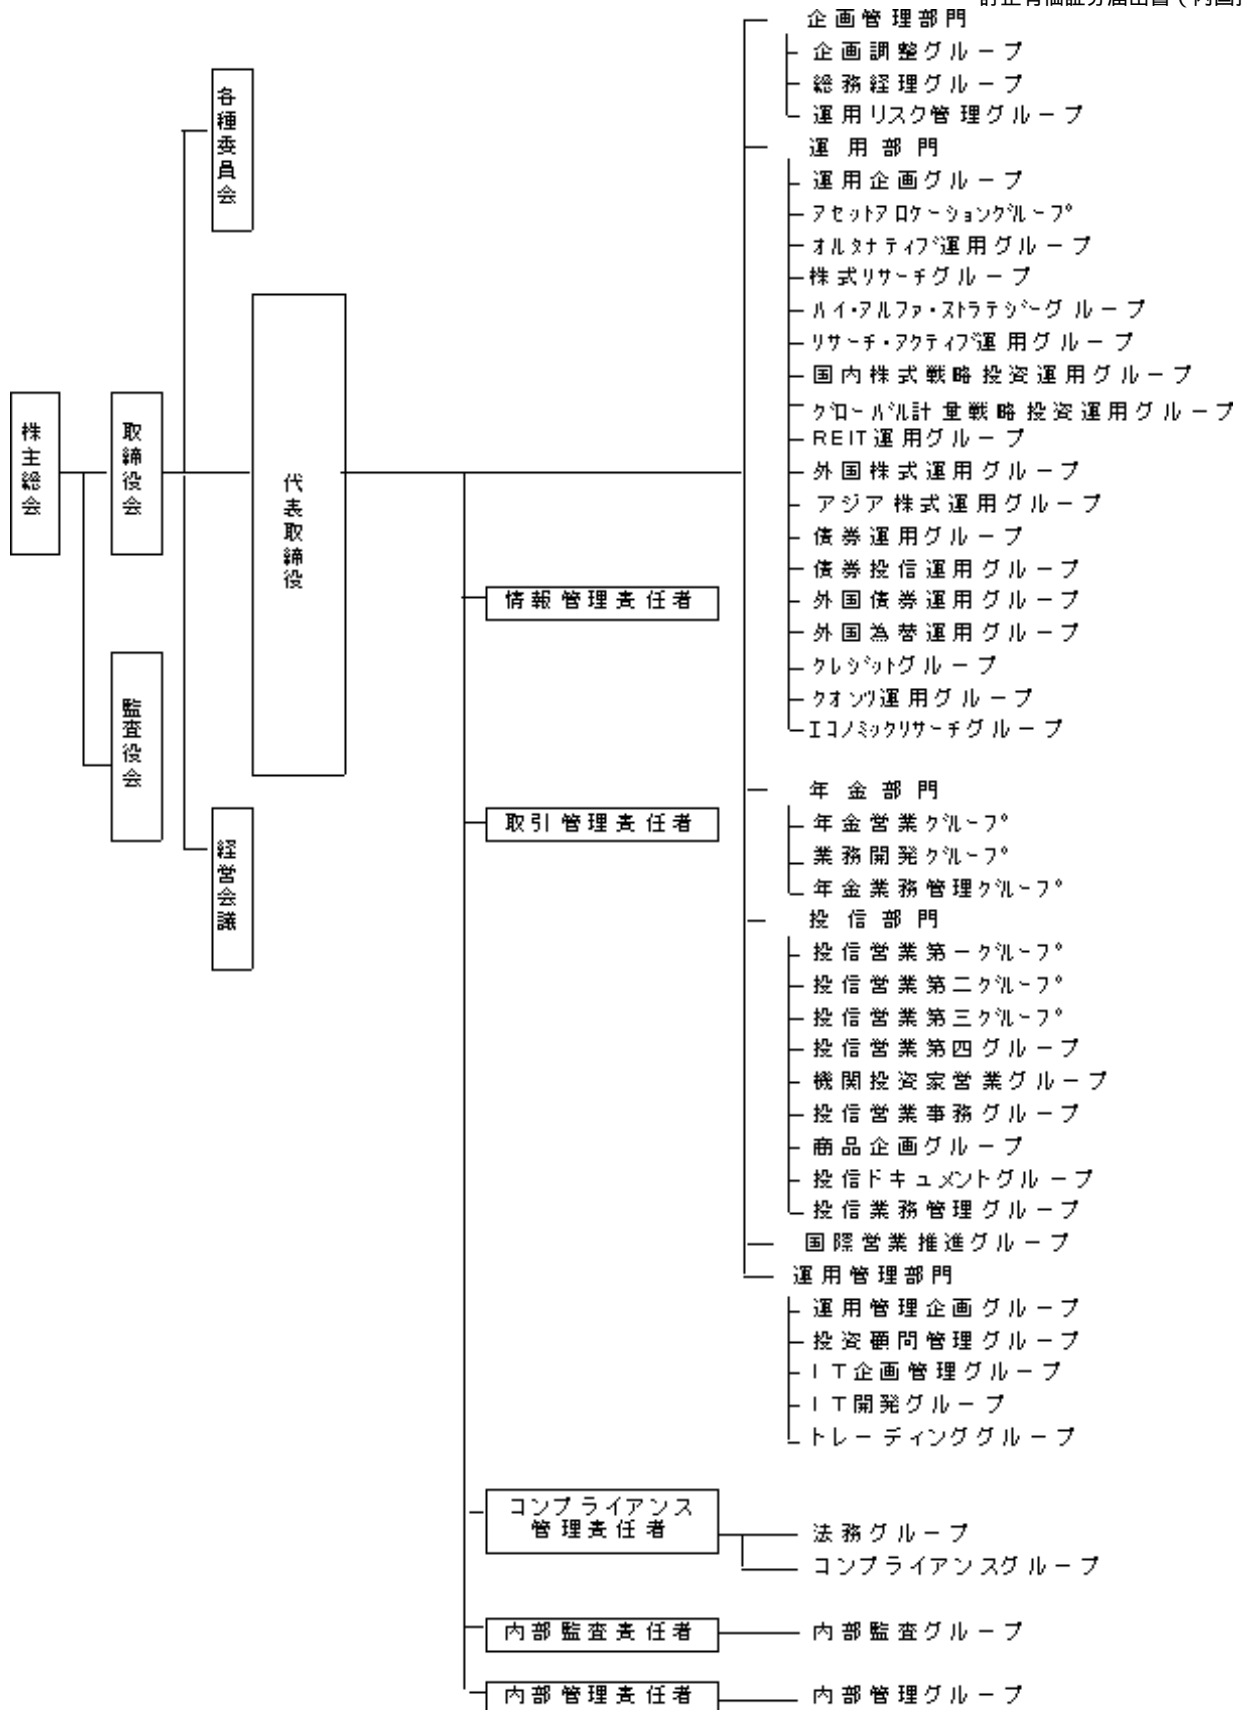 企画管理部門
企画調整グループ
総務経理グループ
運用リスク管理グループ
運用部門
運用企画グループ
アセットアロケーショングループ
オルタナティブ運用グループ
株式リサーチグループ
ハイ・アルファ・ストラテジーグループ
リサーチ・アクティブ運用グループ
国内株式戦略投資運用グループ
グローバル計量戦略投資運用グループ
REIT運用グループ
外国株式運用グループ
アジア株式運用グループ
債券運用グループ
債券投信運用グループ
外国債券運用グループ
外国為替運用グループ
クレジットグループ
クオンツ運用グループ
エコノミックリサーチグループ
各種委員会
株主総会
取締役会
代表取締役
監査役会
経営会議
情報管理責任者
取引管理責任者
年金部門
年金営業グループ
業務開発グループ
年金業務管理グループ
投信部門
投信営業第一グループ
投信営業第二グループ
投信営業第三グループ
投信営業第四グループ
機関投資家営業グループ
投信営業事務グループ
商品企画グループ
投信ドキュメントグループ
投信業務管理グループ
国際営業推進グループ
運用管理部門
運用管理企画グループ
投資顧問管理グループ
IT企画管理グループ
IT開発グループ
トレーディンググループ
コンプライアンス
管理責任者
法務グループ
コンプライアンスグループ
内部監査責任者
内部監査グループ
内部管理責任者
内部管理グループ